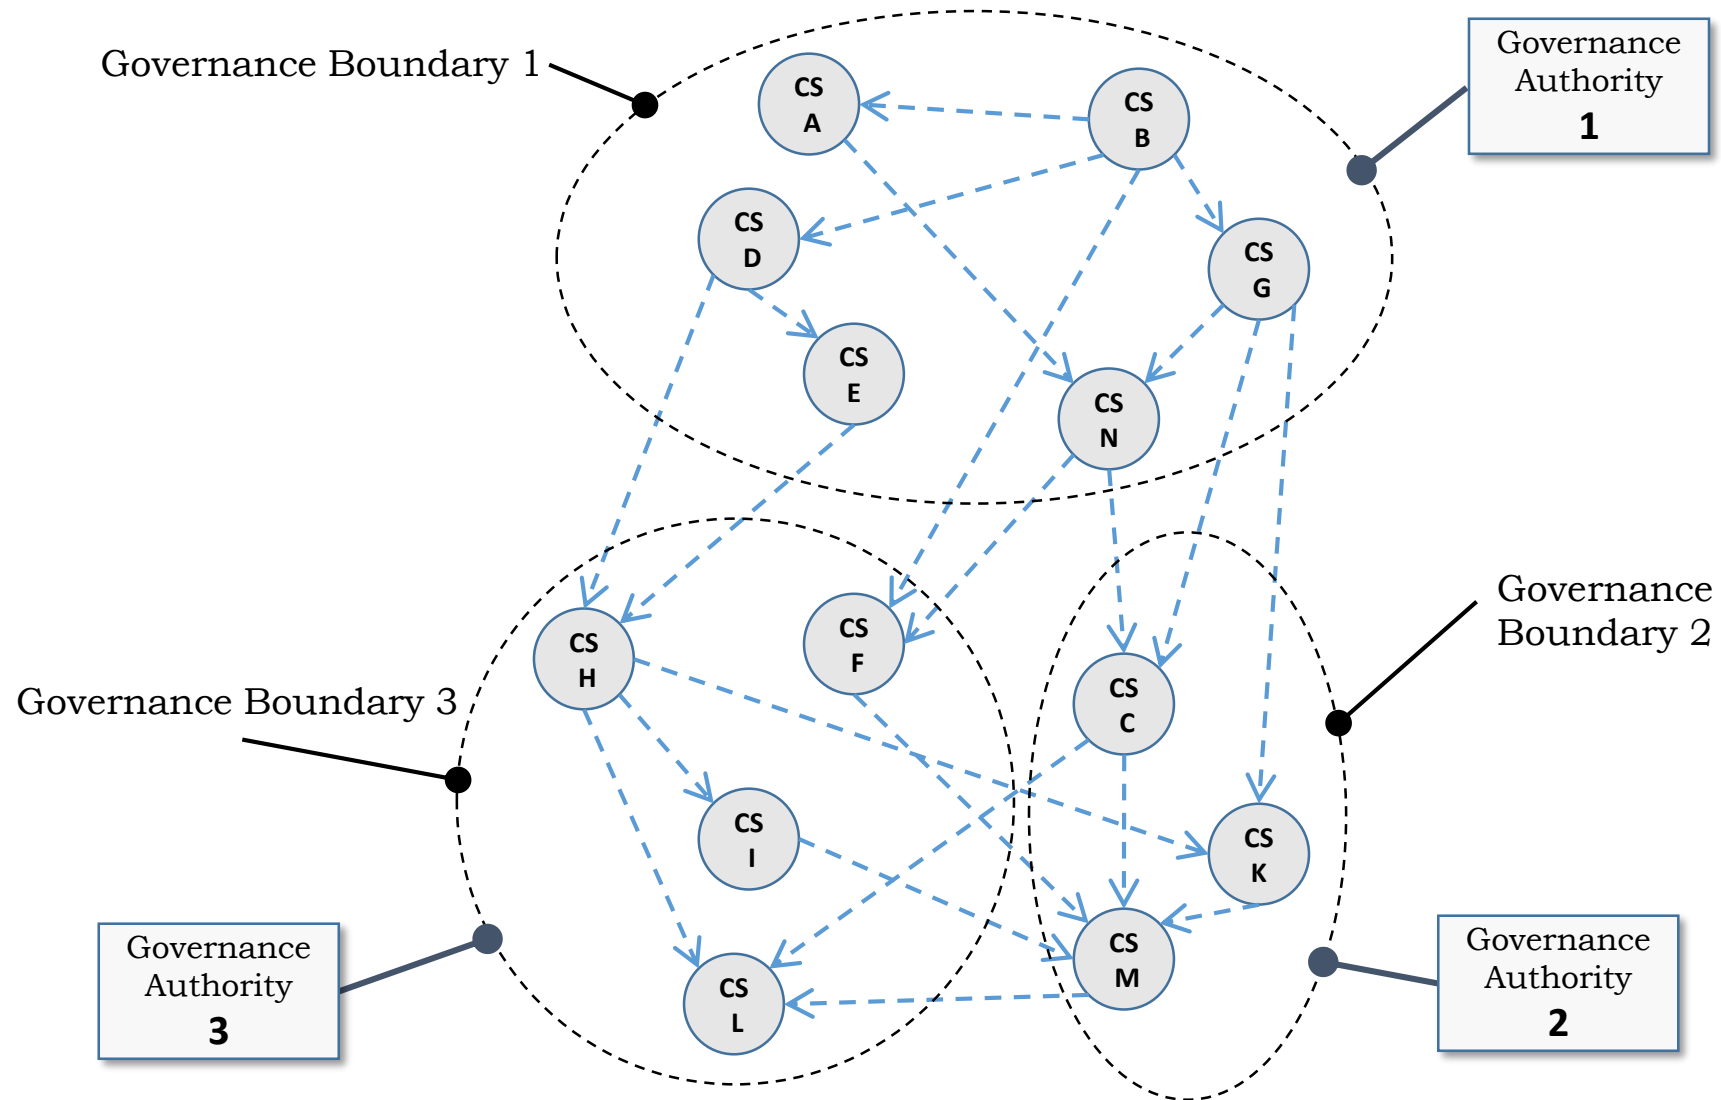 Governance Boundary 1
Governance
Authority
1
CS
A
CS
B
CS
D
CS
G
CS
E
CS
N
Governance
Boundary 2
CS
H
CS
F
CS
C
Governance Boundary 3
CS
I
CS
K
CS
M
CS
L
Governance
Authority
3
Governance
Authority
2